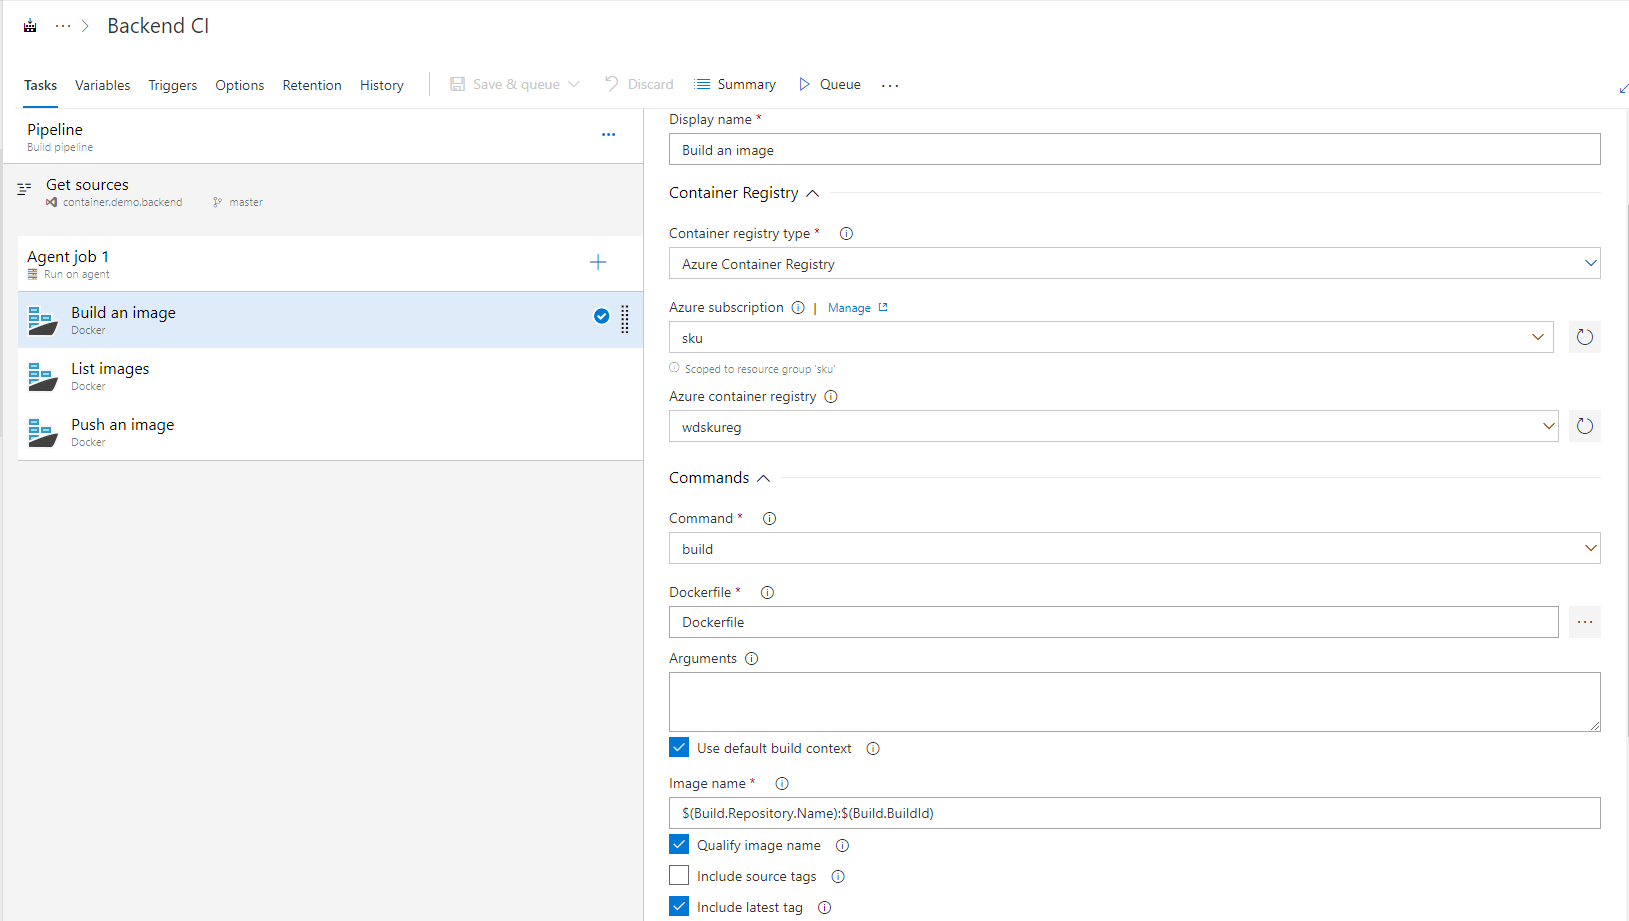 ··· > Backend CI
Tasks Variables Triggers Options Retention History Save & queue Discard Summary Queue ···
Pipeline ···
Build pipeline
Get sources
container.demo.backend master
Agent job 1
Run on agent
Build an image
Docker
List images
Docker
Push an image
Docker
Display name *
Build an image
Container Registry
Container registry type *
Azure Container Registry
Azure subscription | Manage
sku
Scoped to resource group 'sku'
Azure container registry
wdskureg
Commands
Command *
build
Dockerfile *
Dockerfile ···
Arguments
Use default build context
Image name *
$(Build.Repository.Name):$(Build.BuildId)
Qualify image name
Include source tags
Include latest tag